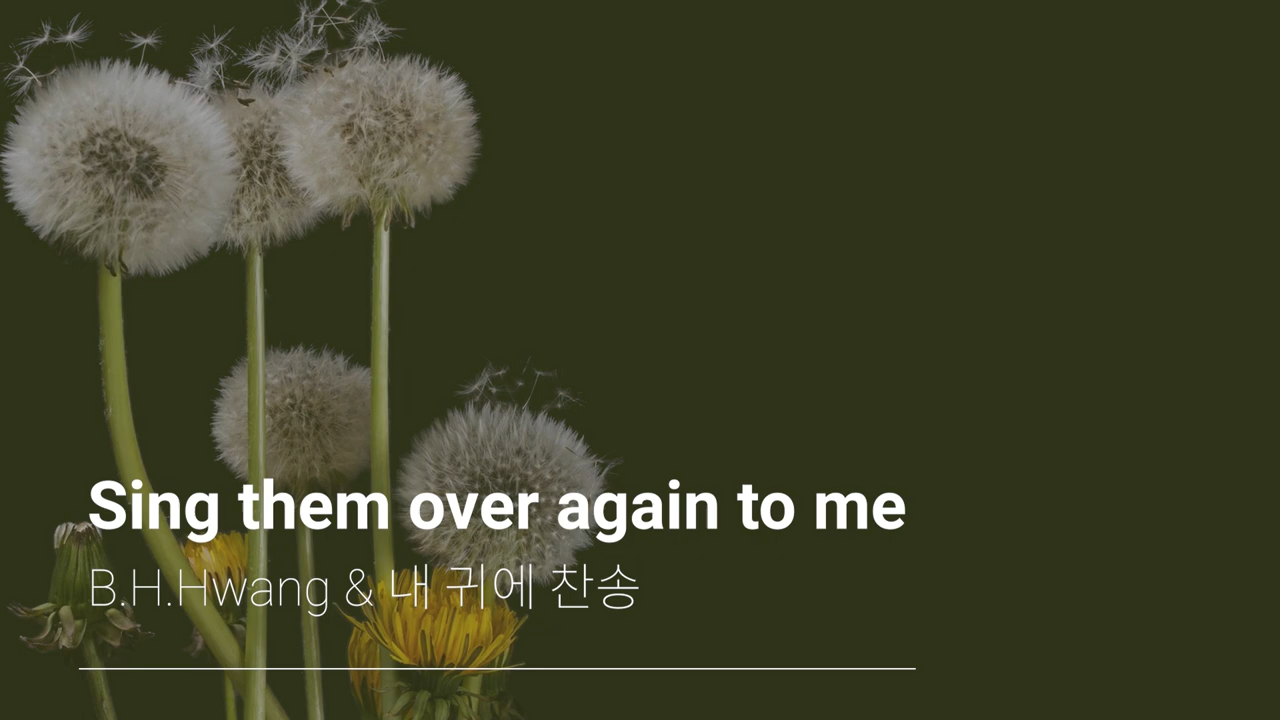 Sing them over again to me
B.H.Hwang & 내 귀에 찬송